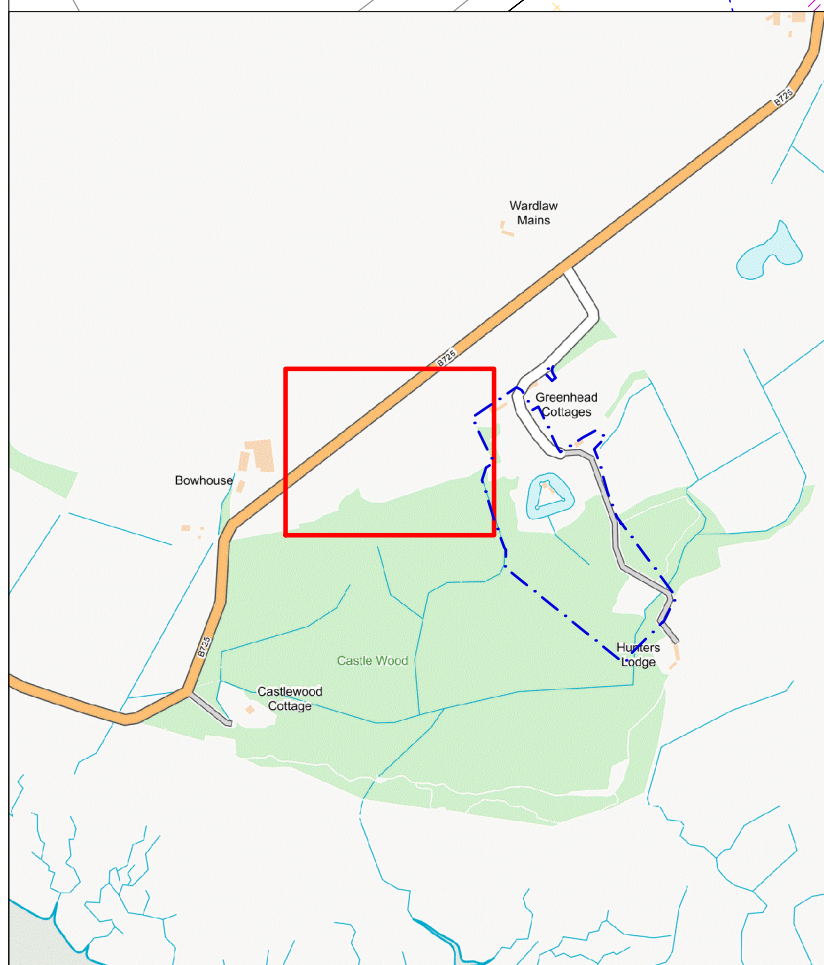 B725
Wardlaw
Mains
B725
Greenhead
Cottages
Bowhouse
B725
Castle Wood
Hunters
Lodge
Castlewood
Cottage